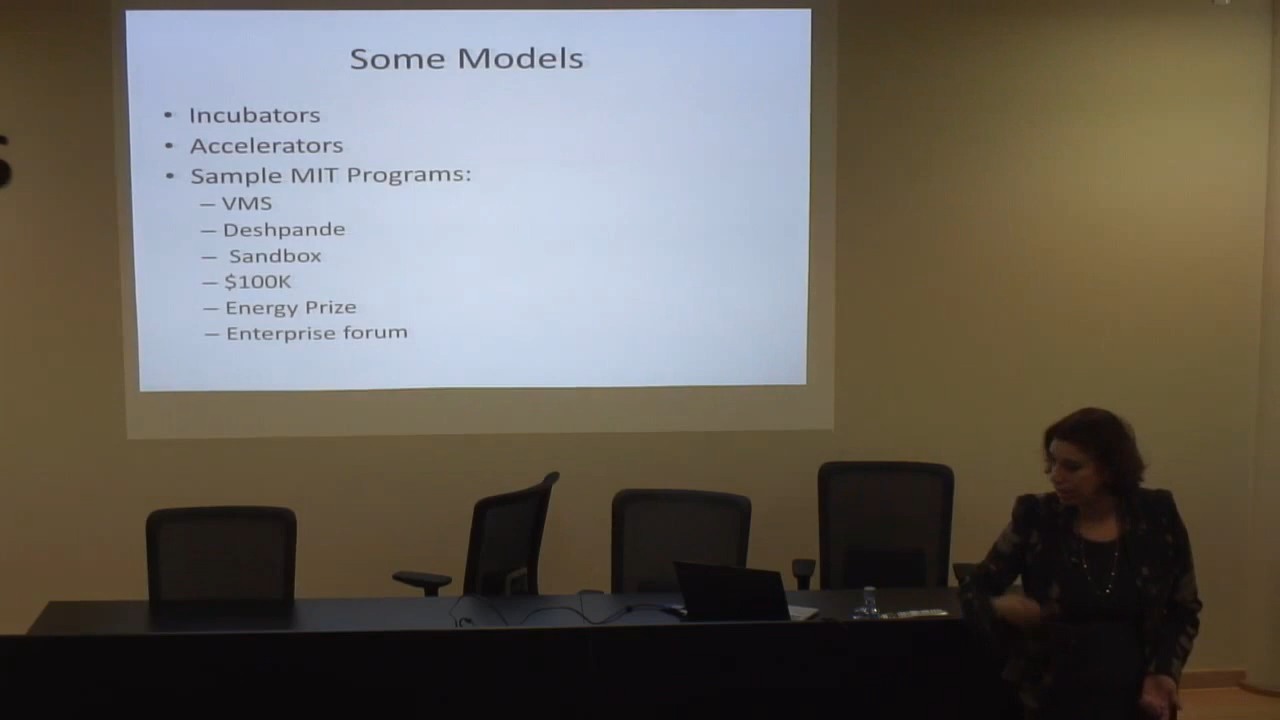 Some Models
• Incubators
• Accelerators
• Sample MIT Programs:
– VMS
– Deshpande
– Sandbox
– $100K
– Energy Prize
– Enterprise forum